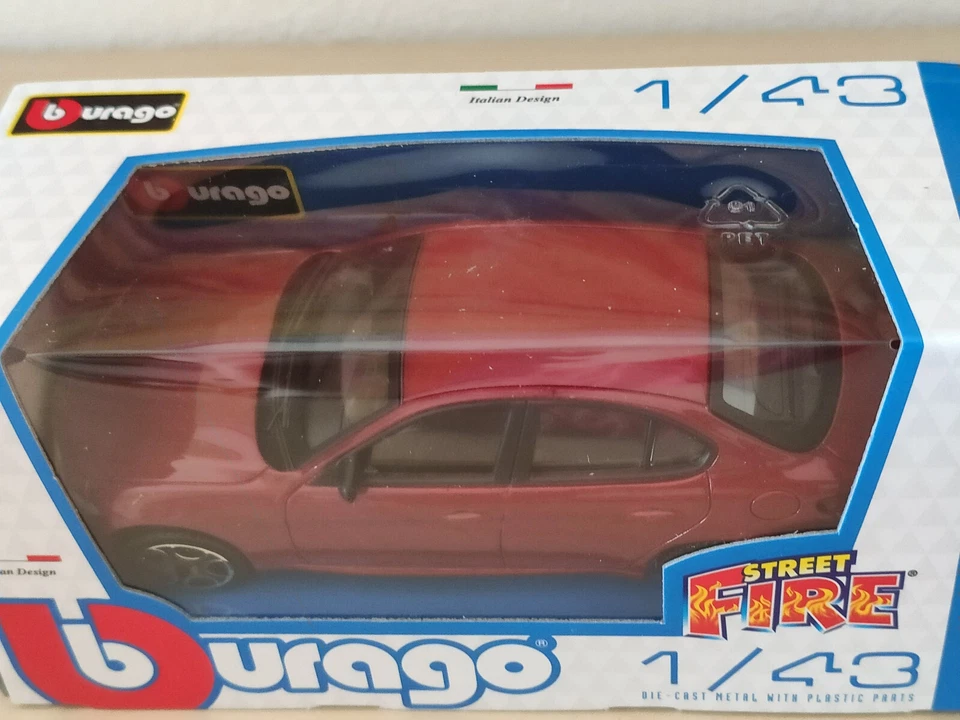 burago
Italian Design
1/43
burago
01
PET
an Design
STREET
FIRE®
burago®
1/43
DIE-CAST METAL WITH PLASTIC PARTS